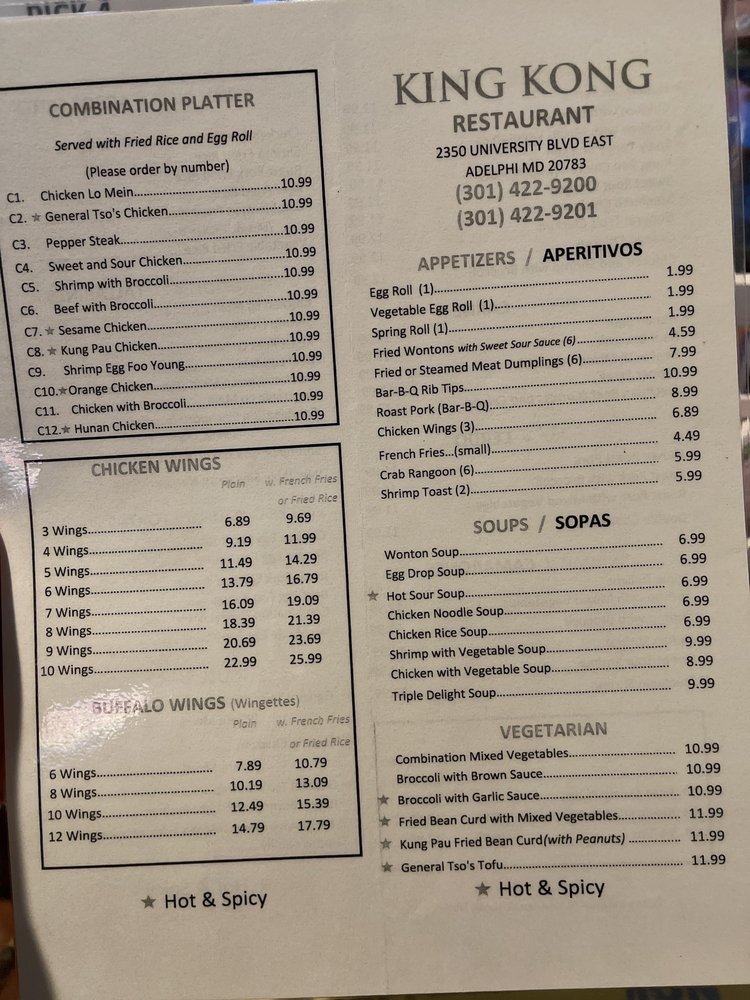 PICK 4
COMBINATION PLATTER
Served with Fried Rice and Egg Roll
(Please order by number)
C1. Chicken Lo Mein.....10.99
C2. ★ General Tso's Chicken.....10.99
C3. Pepper Steak.....10.99
C4. Sweet and Sour Chicken.....10.99
C5. Shrimp with Broccoli.....10.99
C6. Beef with Broccoli.....10.99
C7. ★ Sesame Chicken.....10.99
C8. ★ Kung Pau Chicken.....10.99
C9. Shrimp Egg Foo Young.....10.99
C10.★Orange Chicken.....10.99
C11. Chicken with Broccoli.....10.99
C12.★ Hunan Chicken.....10.99
CHICKEN WINGS
Plain w. French Fries
or Fried Rice
3 Wings..... 6.89 9.69
4 Wings..... 9.19 11.99
5 Wings..... 11.49 14.29
6 Wings..... 13.79 16.79
7 Wings..... 16.09 19.09
8 Wings..... 18.39 21.39
9 Wings..... 20.69 23.69
10 Wings..... 22.99 25.99
BUFFALO WINGS (Wingettes)
Plain w. French Fries
or Fried Rice
6 Wings..... 7.89 10.79
8 Wings..... 10.19 13.09
10 Wings..... 12.49 15.39
12 Wings..... 14.79 17.79
★ Hot & Spicy
KING KONG
RESTAURANT
2350 UNIVERSITY BLVD EAST
ADELPHI MD 20783
(301) 422-9200
(301) 422-9201
APPETIZERS / APERITIVOS
Egg Roll (1)..... 1.99
Vegetable Egg Roll (1)..... 1.99
Spring Roll (1)..... 1.99
Fried Wontons with Sweet Sour Sauce (6)..... 4.59
Fried or Steamed Meat Dumplings (6)..... 7.99
Bar-B-Q Rib Tips..... 10.99
Roast Pork (Bar-B-Q)..... 8.99
Chicken Wings (3)..... 6.89
French Fries...(small)..... 4.49
Crab Rangoon (6)..... 5.99
Shrimp Toast (2)..... 5.99
SOUPS / SOPAS
Wonton Soup..... 6.99
Egg Drop Soup..... 6.99
★ Hot Sour Soup..... 6.99
Chicken Noodle Soup..... 6.99
Chicken Rice Soup..... 6.99
Shrimp with Vegetable Soup..... 9.99
Chicken with Vegetable Soup..... 8.99
Triple Delight Soup..... 9.99
VEGETARIAN
Combination Mixed Vegetables..... 10.99
Broccoli with Brown Sauce..... 10.99
★ Broccoli with Garlic Sauce..... 10.99
★ Fried Bean Curd with Mixed Vegetables..... 11.99
★ Kung Pau Fried Bean Curd(with Peanuts) ..... 11.99
★ General Tso's Tofu..... 11.99
★ Hot & Spicy